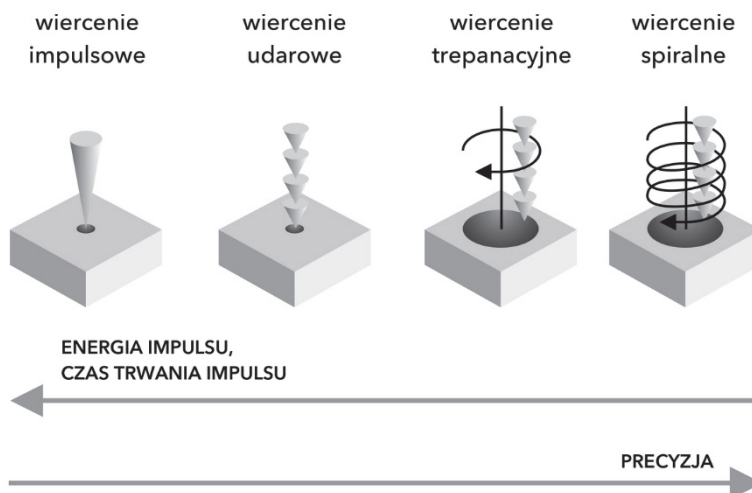 wiercenie
impulsowe
wiercenie
udarowe
wiercenie
trepanacyjne
wiercenie
spiralne
ENERGIA IMPULSU,
CZAS TRWANIA IMPULSU
PRECYZJA